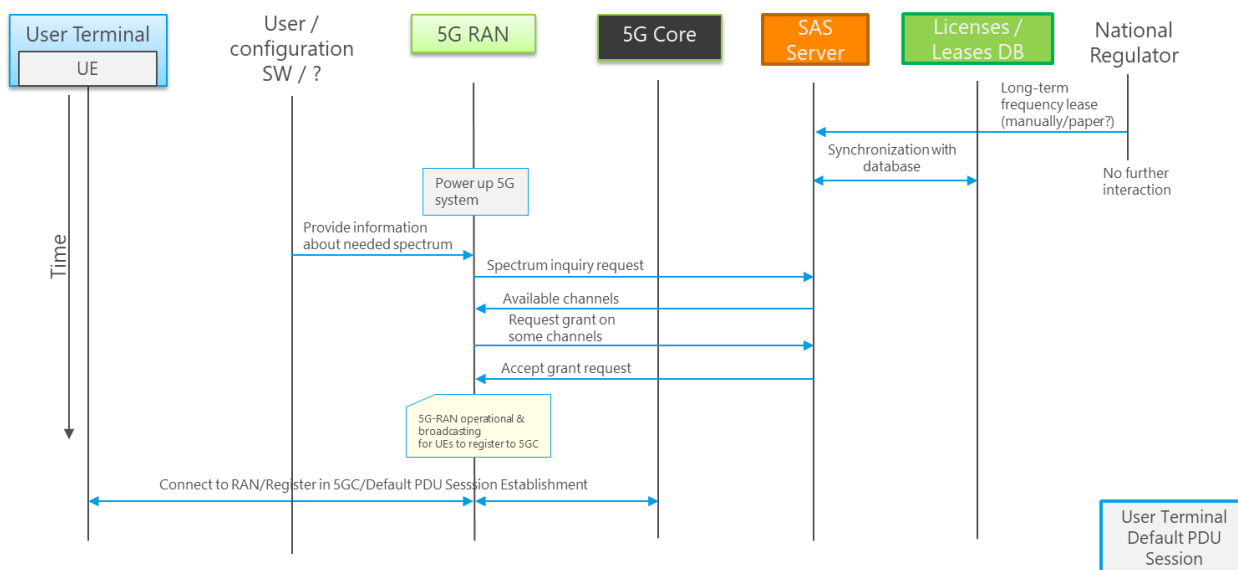 User Terminal
UE
User /
configuration
SW / ?
5G RAN
5G Core
SAS
Server
Licenses /
Leases DB
National
Regulator
Long-term
frequency lease
(manually/paper?)
Synchronization with
database
No further
interaction
Power up 5G
system
Provide information
about needed spectrum
Time
Spectrum inquiry request
Available channels
Request grant on
some channels
Accept grant request
5G-RAN operational &
broadcasting
for UEs to register to 5GC
Connect to RAN/Register in 5GC/Default PDU Sesssion Establishment
User Terminal
Default PDU
Session